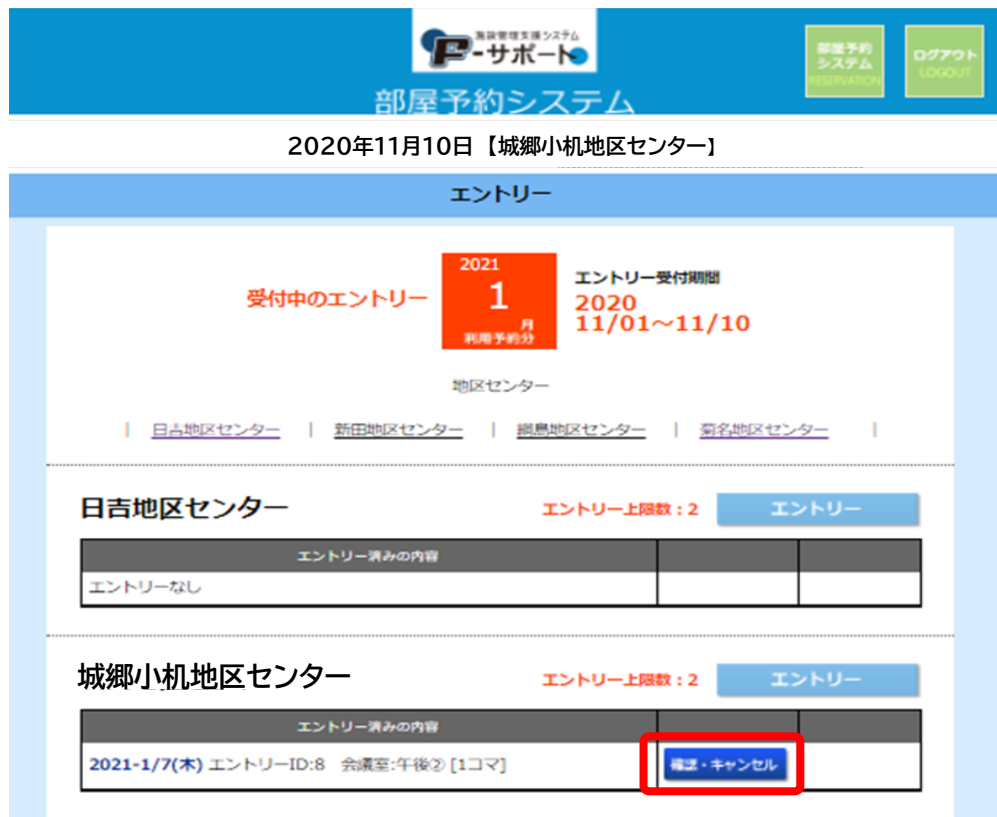 施設管理支援システム
F-サポート
部屋予約システム
部屋予約
システム
RESERVATION
ログアウト
LOGOUT
2020年11月10日【城郷小机地区センター】
エントリー
受付中のエントリー
2021
1
月
利用予約分
エントリー受付期間
2020
11/01～11/10
地区センター
| 日吉地区センター | 新田地区センター | 綱島地区センター | 菊名地区センター |
日吉地区センター
エントリー上限数：2
エントリー
エントリー済みの内容
エントリーなし
城郷小机地区センター
エントリー上限数：2
エントリー
エントリー済みの内容
2021-1/7(木) エントリーID:8 会議室:午後② [1コマ]
確認・キャンセル